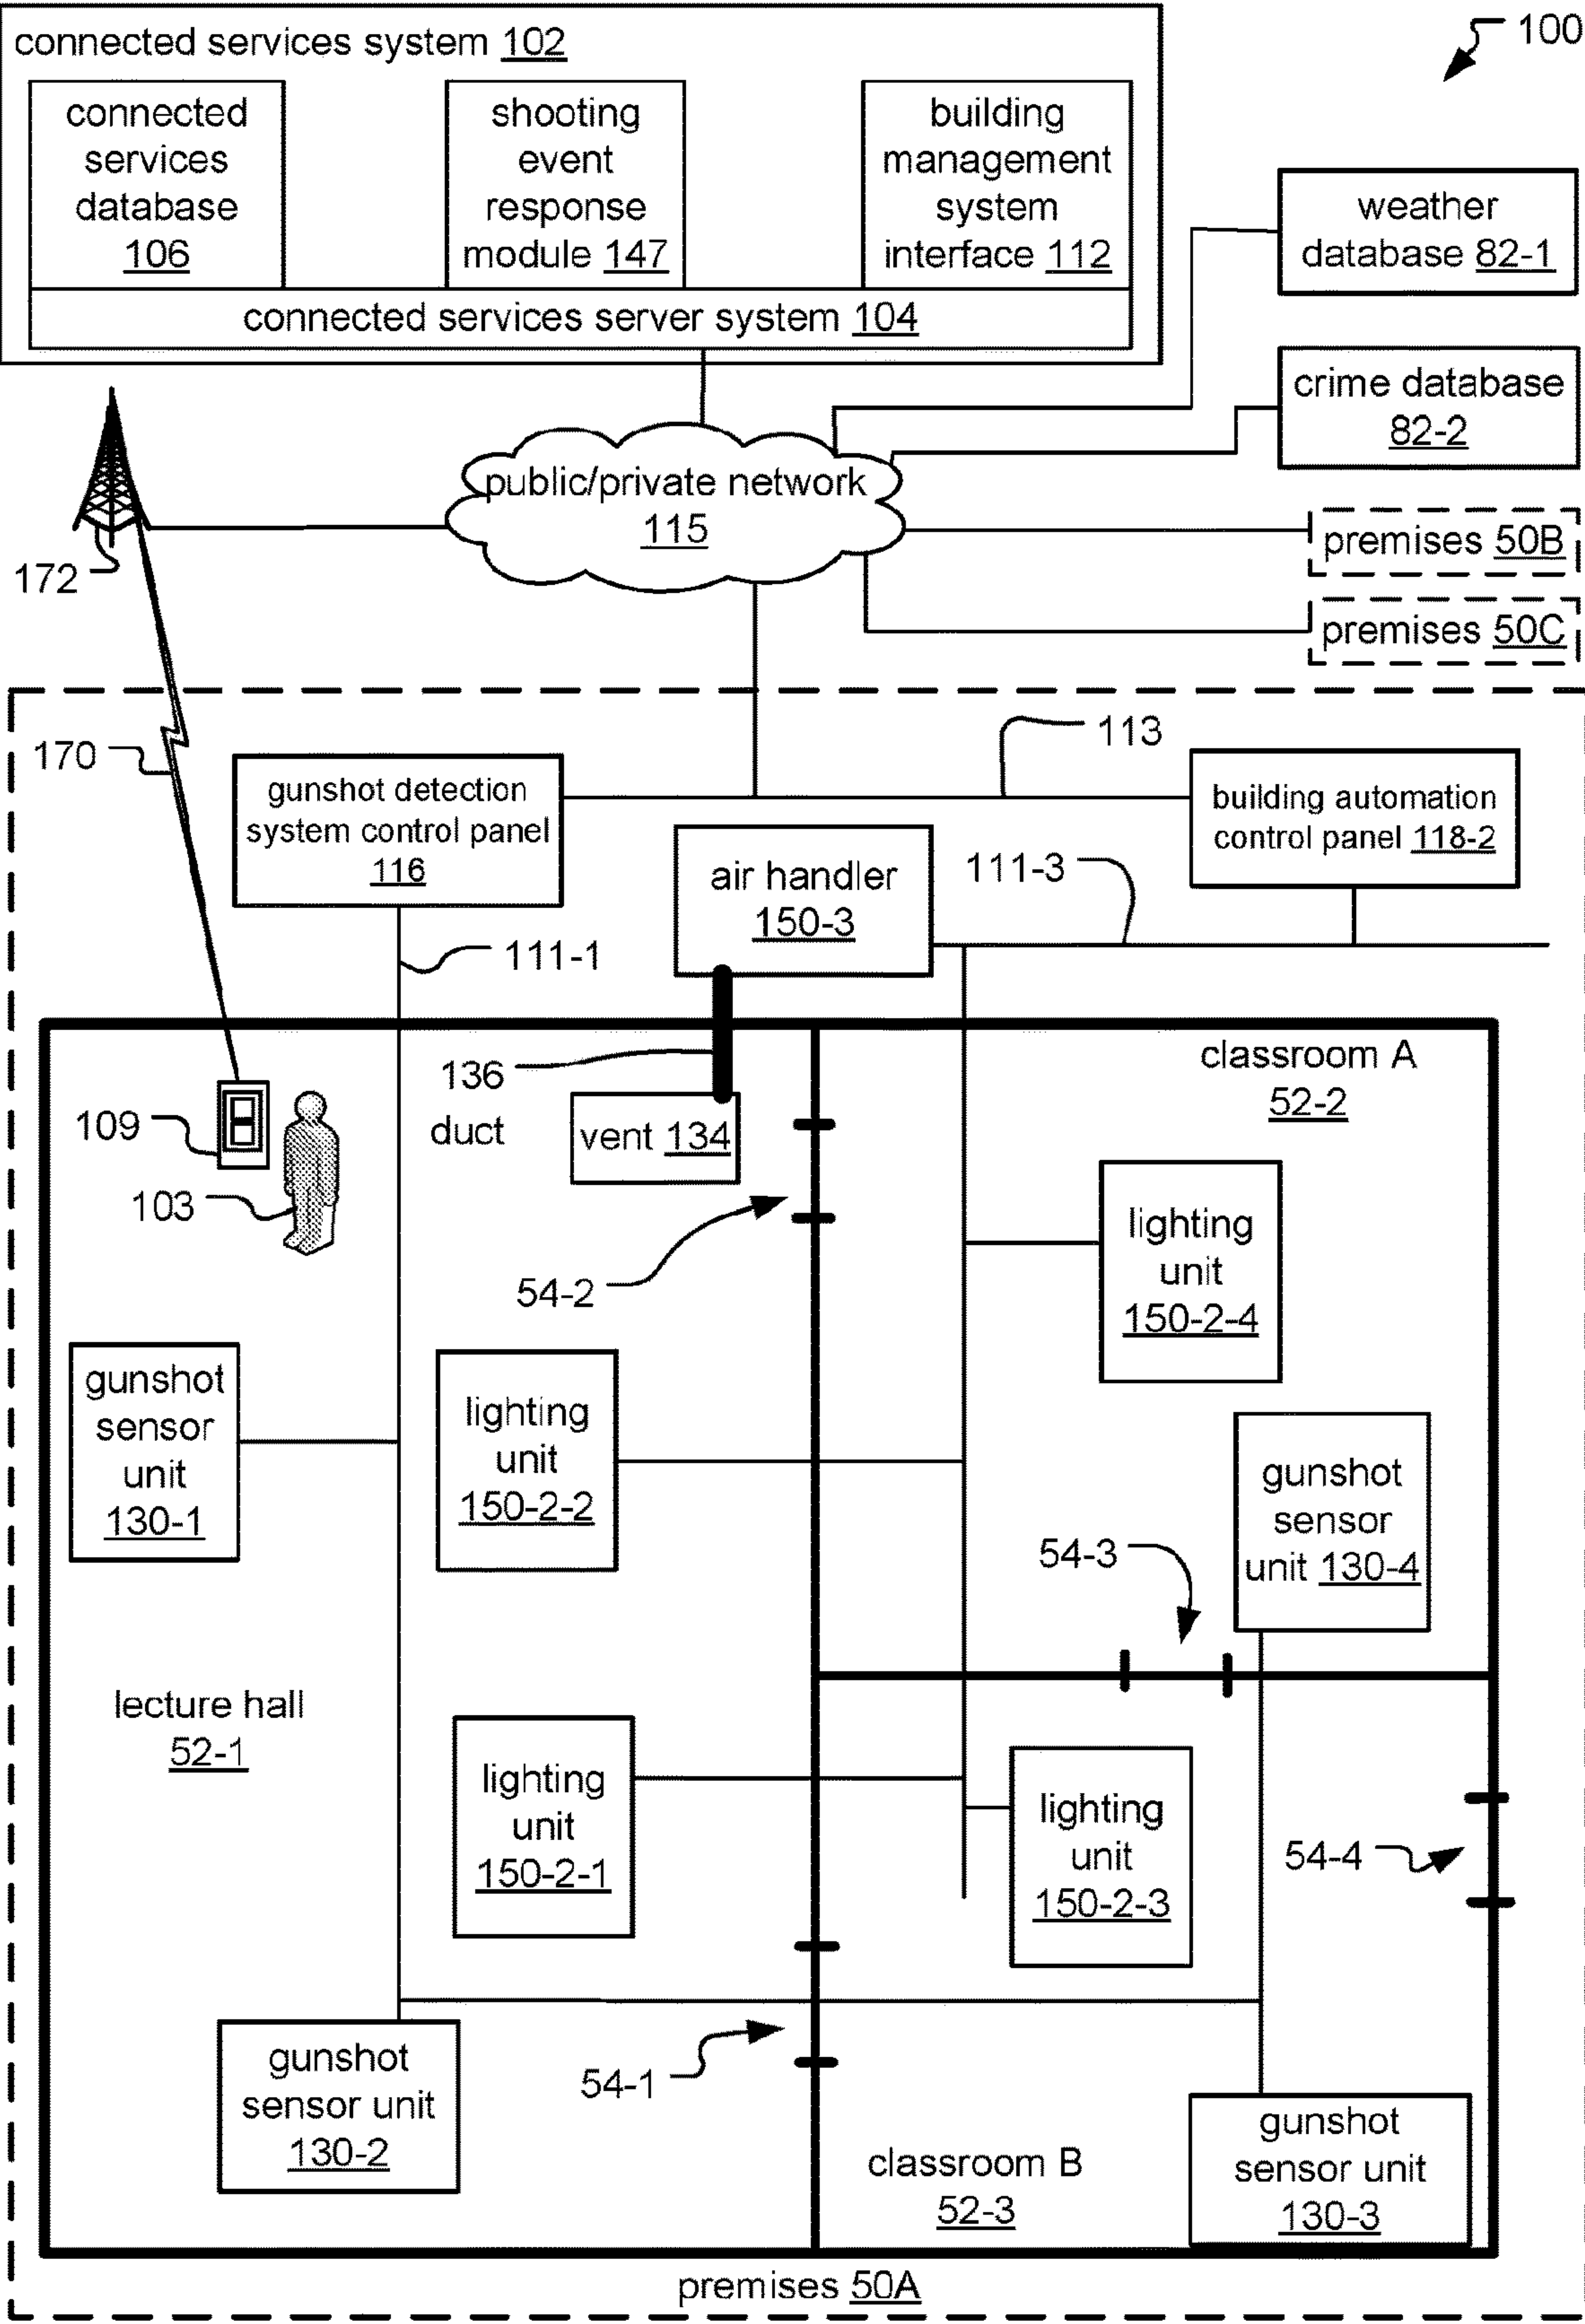 100
connected services system 102
connected
services
database
106
shooting
event
response
module 147
building
management
system
interface 112
connected services server system 104
weather
database 82-1
crime database
82-2
public/private network
115
premises 50B
premises 50C
172
170
113
gunshot detection
system control panel
116
building automation
control panel 118-2
air handler
150-3
111-3
111-1
136
duct
vent 134
classroom A
52-2
109
103
54-2
lighting
unit
150-2-4
gunshot
sensor
unit
130-1
lighting
unit
150-2-2
gunshot
sensor
unit 130-4
54-3
lecture hall
52-1
lighting
unit
150-2-1
lighting
unit
150-2-3
54-4
gunshot
sensor unit
130-2
54-1
classroom B
52-3
gunshot
sensor unit
130-3
premises 50A